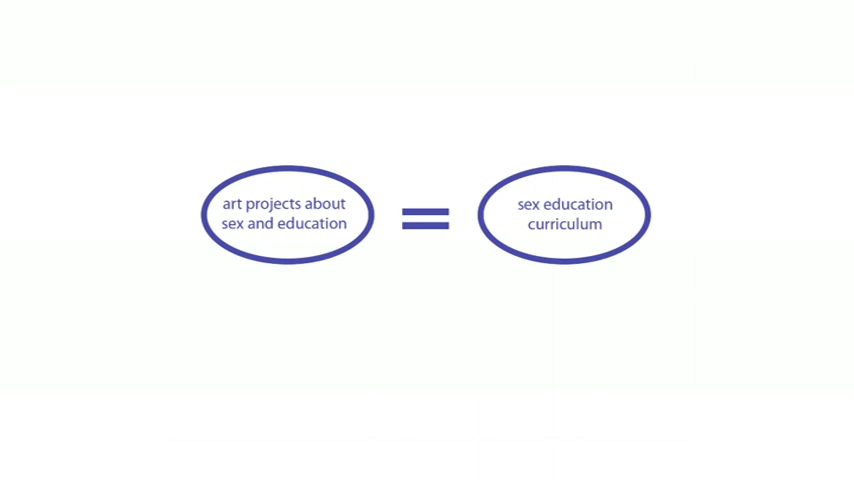 art projects about
sex and education
=
sex education
curriculum